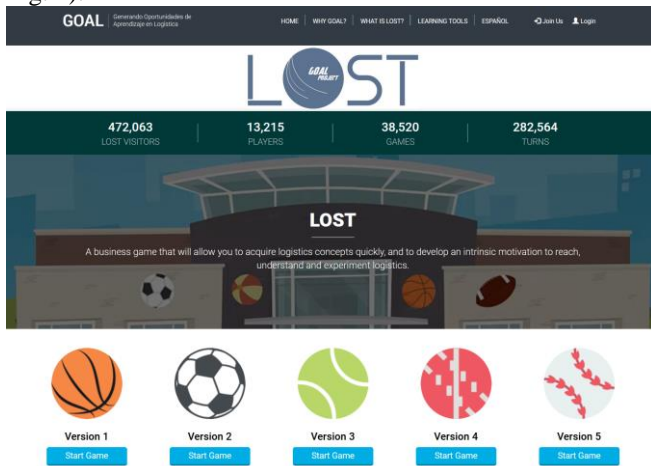 GOAL
Generando Oportunidades de
Aprendizaje en Logística
HOME WHY GOAL? WHAT IS LOST? LEARNING TOOLS ESPAÑOL Join Us Login
LOST
GOAL
PROJECT
472,063 13,215 38,520 282,564
LOST VISITORS PLAYERS GAMES TURNS
LOST
A business game that will allow you to acquire logistics concepts quickly, and to develop an intrinsic motivation to reach,
understand and experiment logistics.
Version 1 Version 2 Version 3 Version 4 Version 5
Start Game Start Game Start Game Start Game Start Game